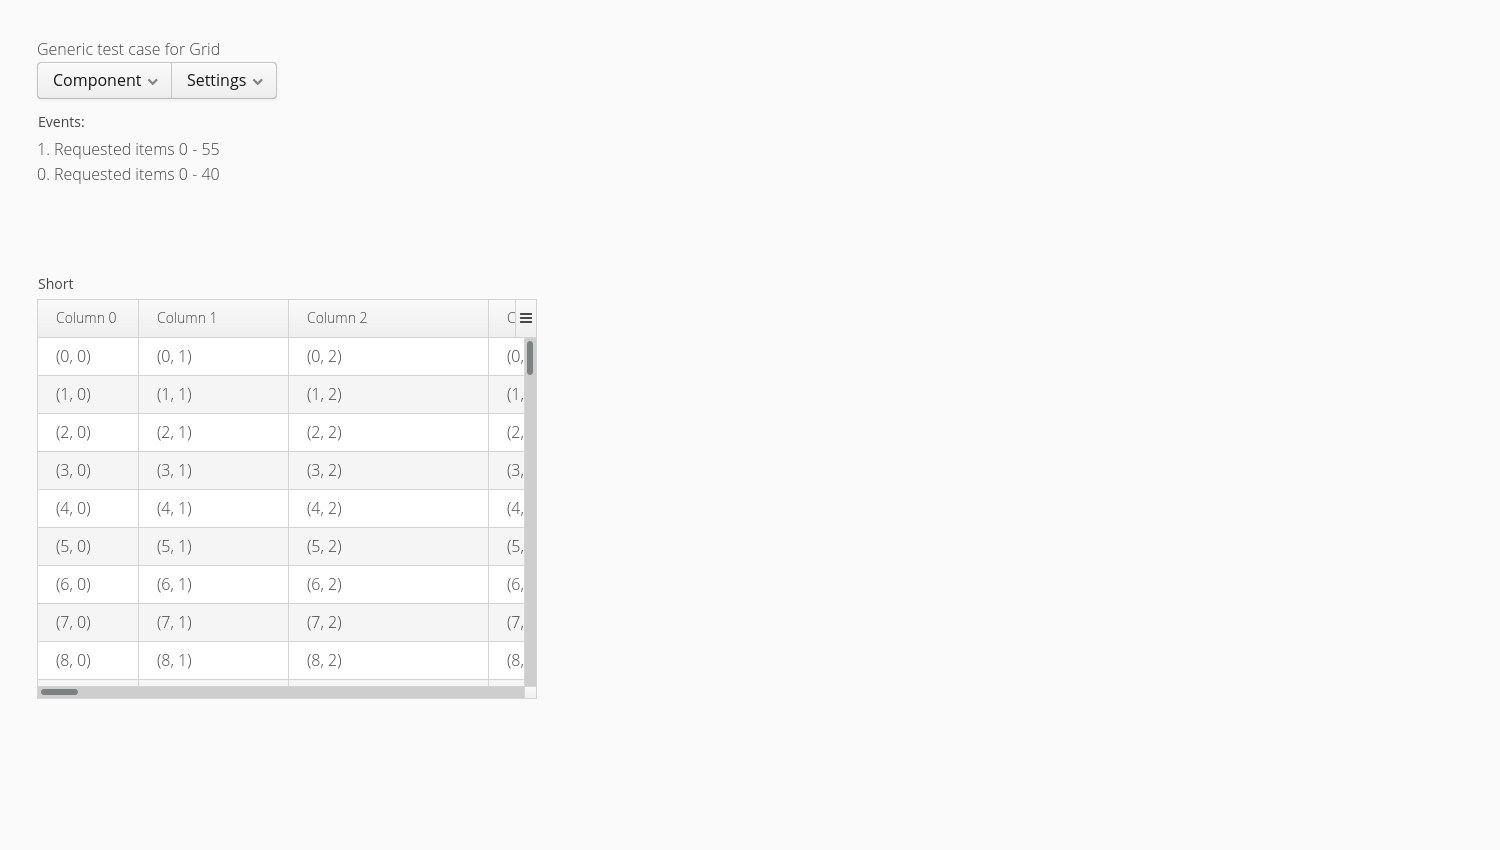 Generic test case for Grid
Component Settings
Events:
1. Requested items 0 - 55
0. Requested items 0 - 40
Short
Column 0 Column 1 Column 2 C
(0, 0) (0, 1) (0, 2) (0,
(1, 0) (1, 1) (1, 2) (1,
(2, 0) (2, 1) (2, 2) (2,
(3, 0) (3, 1) (3, 2) (3,
(4, 0) (4, 1) (4, 2) (4,
(5, 0) (5, 1) (5, 2) (5,
(6, 0) (6, 1) (6, 2) (6,
(7, 0) (7, 1) (7, 2) (7,
(8, 0) (8, 1) (8, 2) (8,